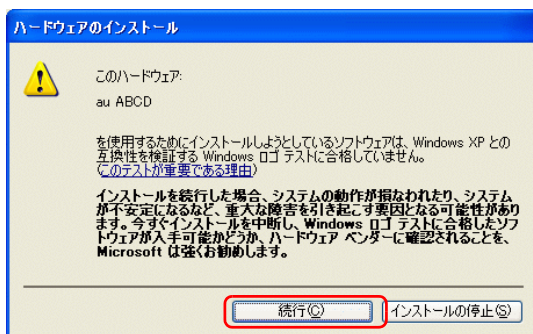 ハードウェアのインストール
このハードウェア:
au ABCD
を使用するためにインストールしようとしているソフトウェアは、Windows XP との
互換性を検証する Windows ロゴ テストに合格していません。
(このテストが重要である理由)
インストールを続行した場合、システムの動作が損なわれたり、システム
が不安定になるなど、重大な障害を引き起こす要因となる可能性があり
ます。今すぐインストールを中断し、Windows ロゴ テストに合格したソフ
トウェアが入手可能かどうか、ハードウェア ベンダーに確認されることを、
Microsoft は強くお勧めします。
続行(C)
インストールの停止(S)